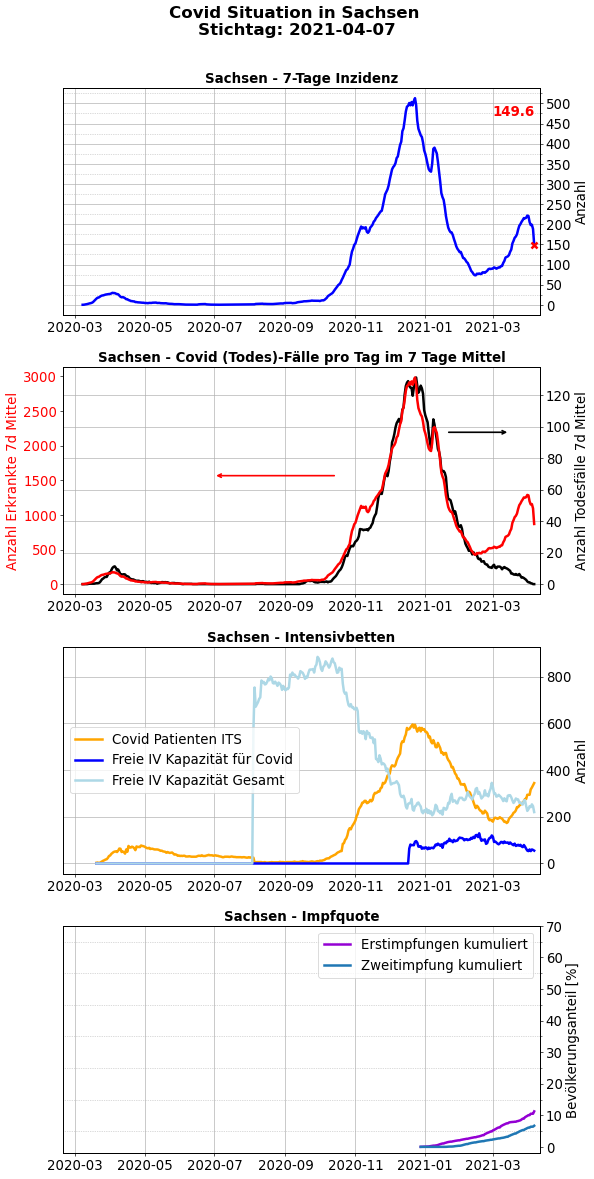 Covid Situation in Sachsen
Stichtag: 2021-04-07
Sachsen - 7-Tage Inzidenz
149.6
500
450
400
350
300
250
200
150
100
50
0
Anzahl
2020-03 2020-05 2020-07 2020-09 2020-11 2021-01 2021-03
Sachsen - Covid (Todes)-Fälle pro Tag im 7 Tage Mittel
Anzahl Erkrankte 7d Mittel
3000
2500
2000
1500
1000
500
0
120
100
80
60
40
20
0
Anzahl Todesfälle 7d Mittel
2020-03 2020-05 2020-07 2020-09 2020-11 2021-01 2021-03
Sachsen - Intensivbetten
Covid Patienten ITS
Freie IV Kapazität für Covid
Freie IV Kapazität Gesamt
800
600
400
200
0
Anzahl
2020-03 2020-05 2020-07 2020-09 2020-11 2021-01 2021-03
Sachsen - Impfquote
Erstimpfungen kumuliert
Zweitimpfung kumuliert
70
60
50
40
30
20
10
0
Bevölkerungsanteil [%]
2020-03 2020-05 2020-07 2020-09 2020-11 2021-01 2021-03